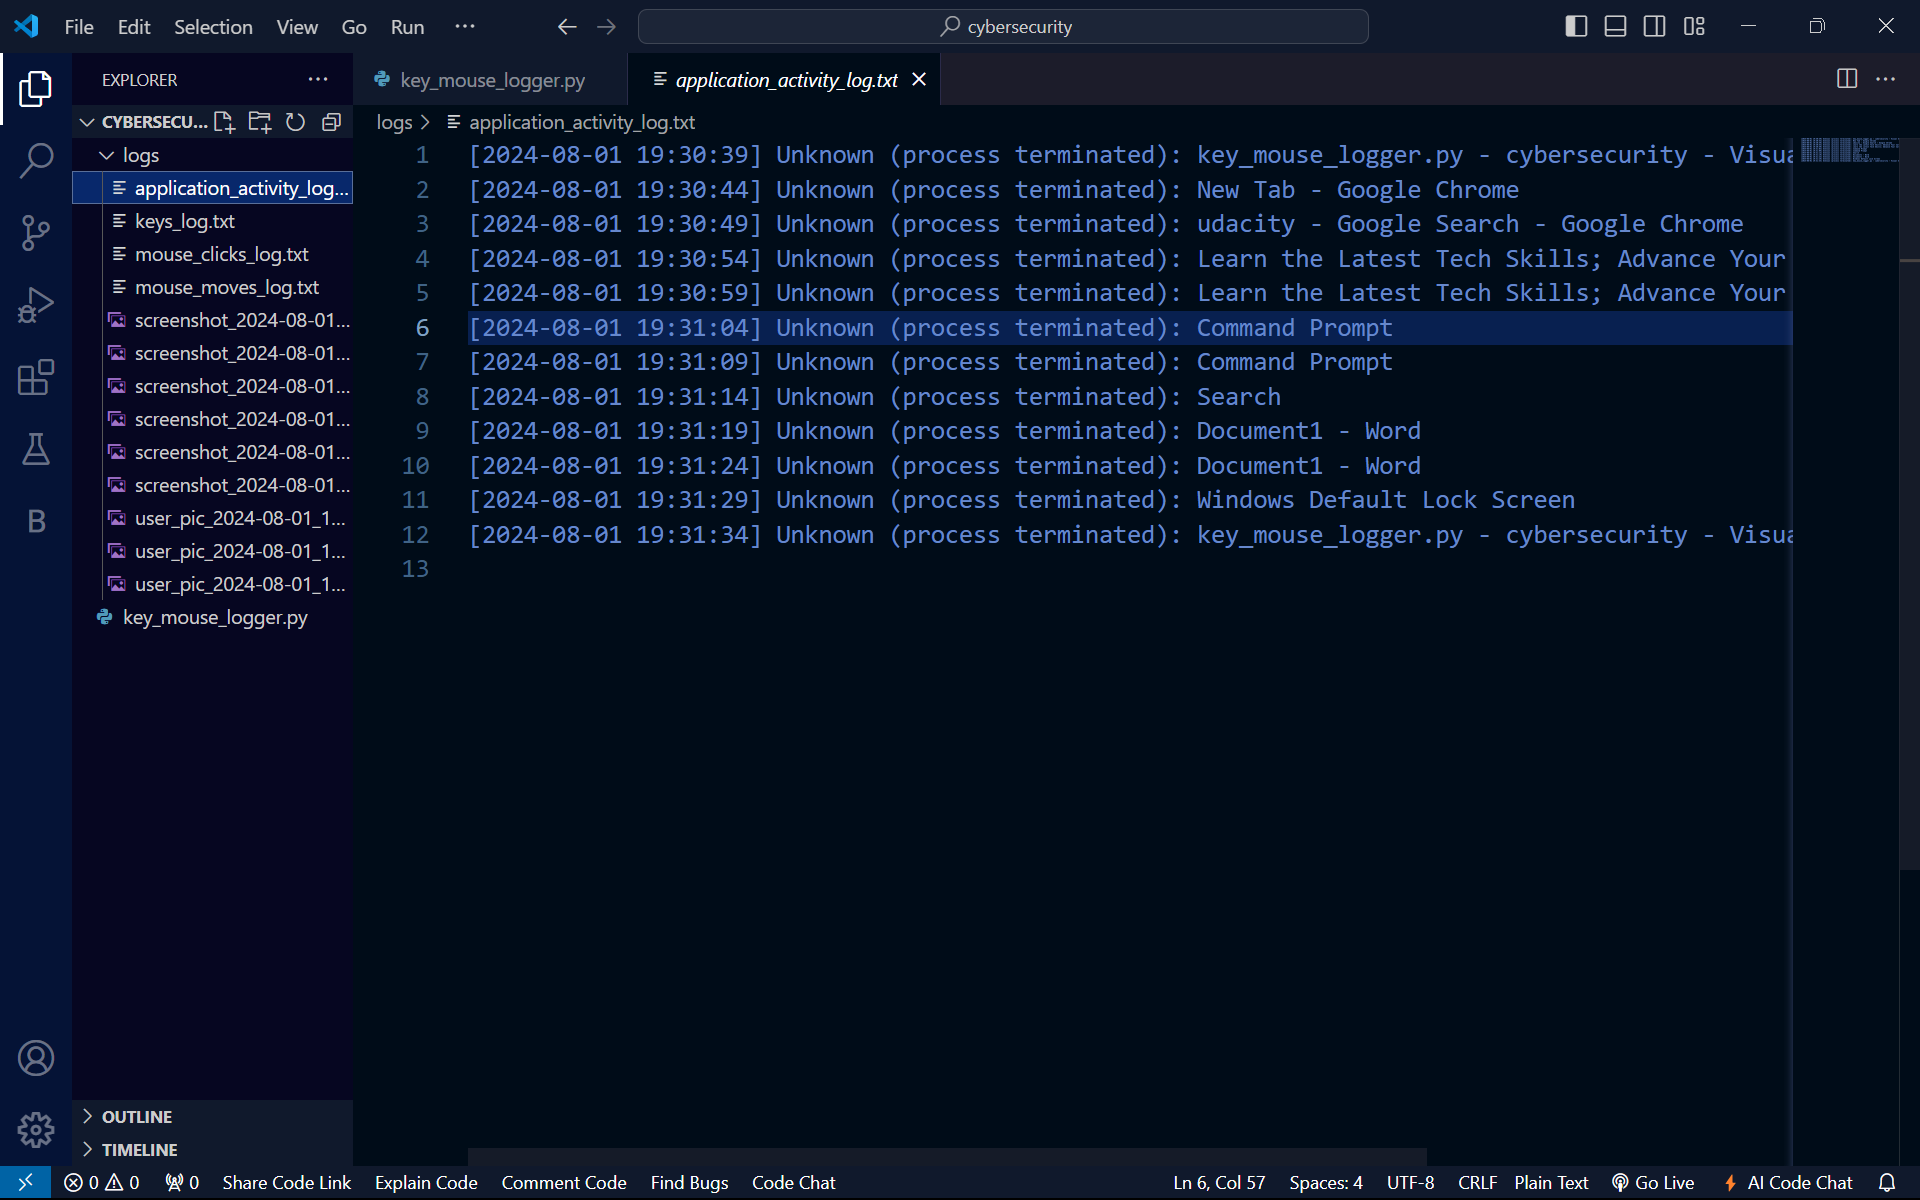 File Edit Selection View Go Run ··· cybersecurity
EXPLORER ···
key_mouse_logger.py application_activity_log.txt
CYBERSECU...
logs > application_activity_log.txt
logs
application_activity_log...
keys_log.txt
mouse_clicks_log.txt
mouse_moves_log.txt
screenshot_2024-08-01...
screenshot_2024-08-01...
screenshot_2024-08-01...
screenshot_2024-08-01...
screenshot_2024-08-01...
screenshot_2024-08-01...
user_pic_2024-08-01_1...
user_pic_2024-08-01_1...
user_pic_2024-08-01_1...
key_mouse_logger.py
1 [2024-08-01 19:30:39] Unknown (process terminated): key_mouse_logger.py - cybersecurity - Visua
2 [2024-08-01 19:30:44] Unknown (process terminated): New Tab - Google Chrome
3 [2024-08-01 19:30:49] Unknown (process terminated): udacity - Google Search - Google Chrome
4 [2024-08-01 19:30:54] Unknown (process terminated): Learn the Latest Tech Skills; Advance Your
5 [2024-08-01 19:30:59] Unknown (process terminated): Learn the Latest Tech Skills; Advance Your
6 [2024-08-01 19:31:04] Unknown (process terminated): Command Prompt
7 [2024-08-01 19:31:09] Unknown (process terminated): Command Prompt
8 [2024-08-01 19:31:14] Unknown (process terminated): Search
9 [2024-08-01 19:31:19] Unknown (process terminated): Document1 - Word
10 [2024-08-01 19:31:24] Unknown (process terminated): Document1 - Word
11 [2024-08-01 19:31:29] Unknown (process terminated): Windows Default Lock Screen
12 [2024-08-01 19:31:34] Unknown (process terminated): key_mouse_logger.py - cybersecurity - Visua
13
B
OUTLINE
TIMELINE
0 0 0 Share Code Link Explain Code Comment Code Find Bugs Code Chat Ln 6, Col 57 Spaces: 4 UTF-8 CRLF Plain Text Go Live AI Code Chat